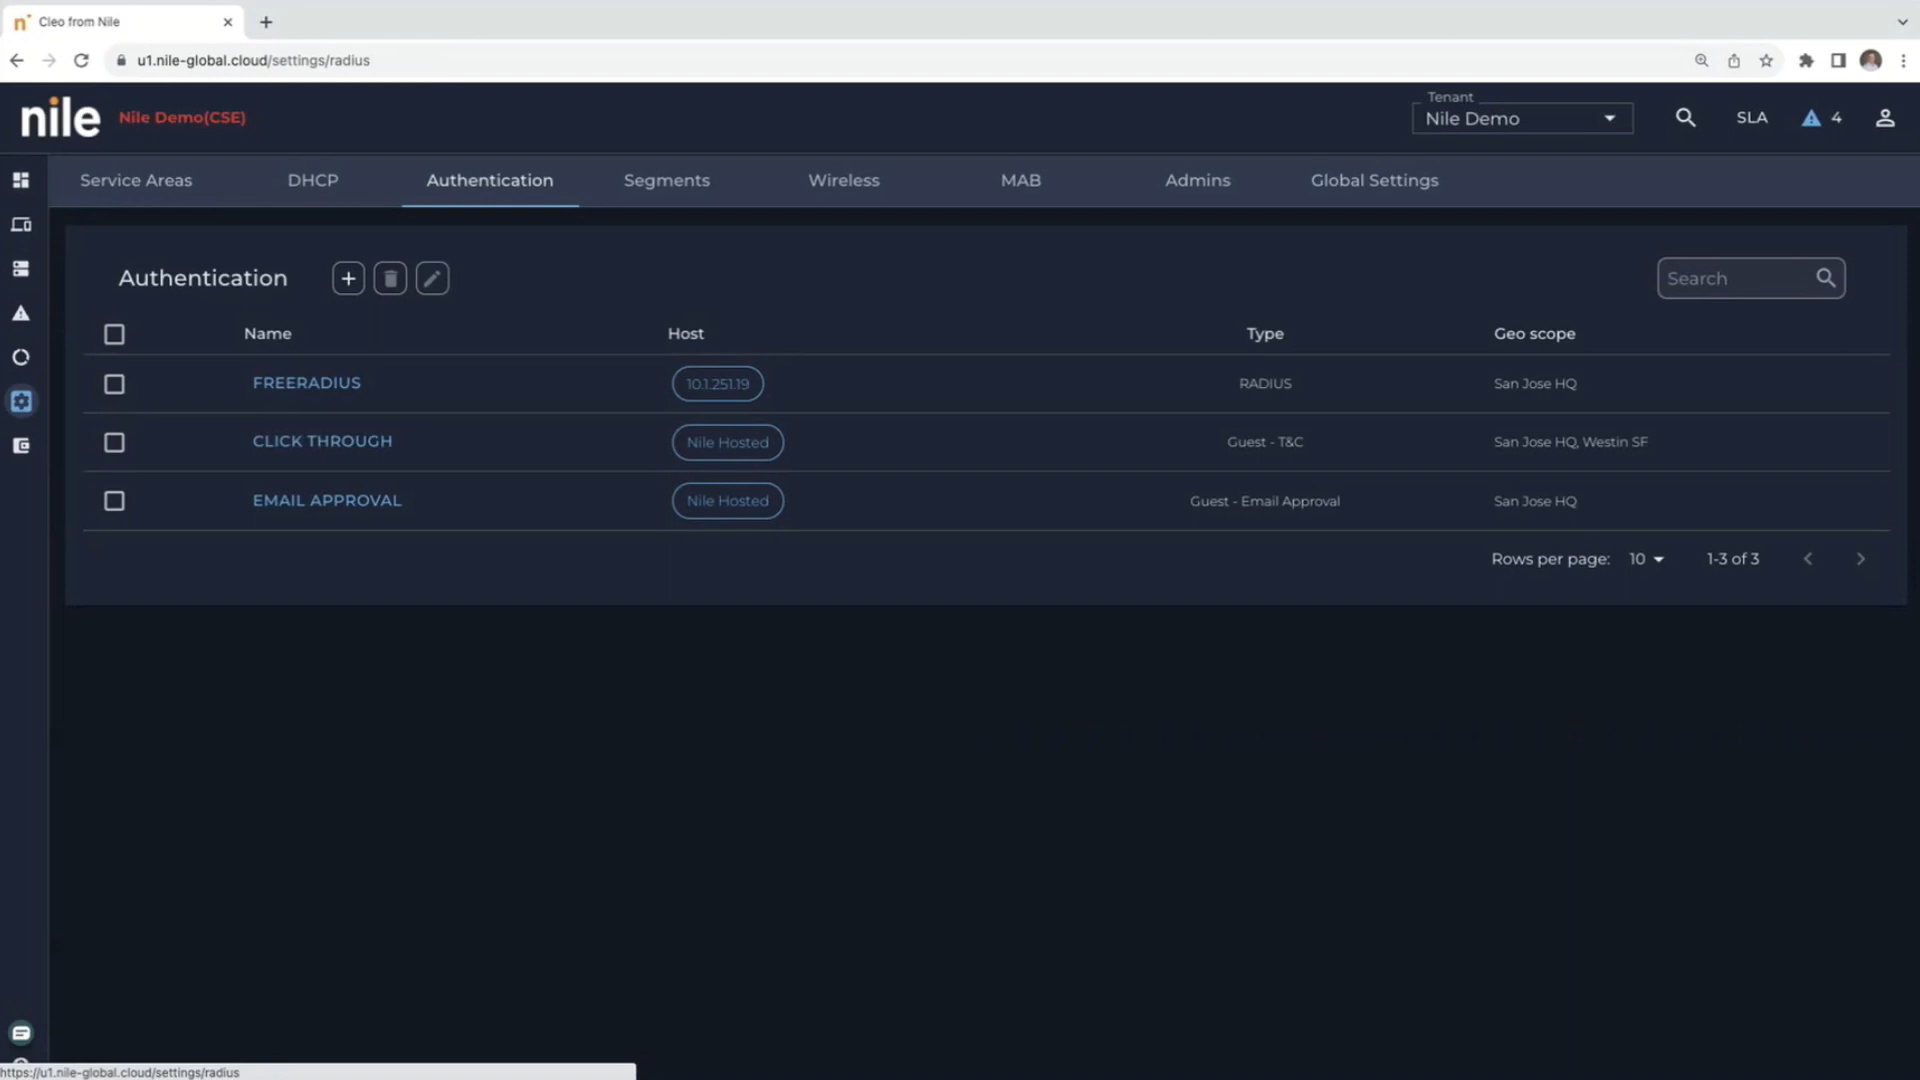 Cleo from Nile
u1.nile-global.cloud/settings/radius
nile
Nile Demo(CSE)
Tenant
Nile Demo
SLA
4
Service Areas
DHCP
Authentication
Segments
Wireless
MAB
Admins
Global Settings
Authentication
Search
Name Host Type Geo scope
FREERADIUS 10.1.251.19 RADIUS San Jose HQ
CLICK THROUGH Nile Hosted Guest - T&C San Jose HQ, Westin SF
EMAIL APPROVAL Nile Hosted Guest - Email Approval San Jose HQ
Rows per page: 10 1-3 of 3
https://u1.nile-global.cloud/settings/radius